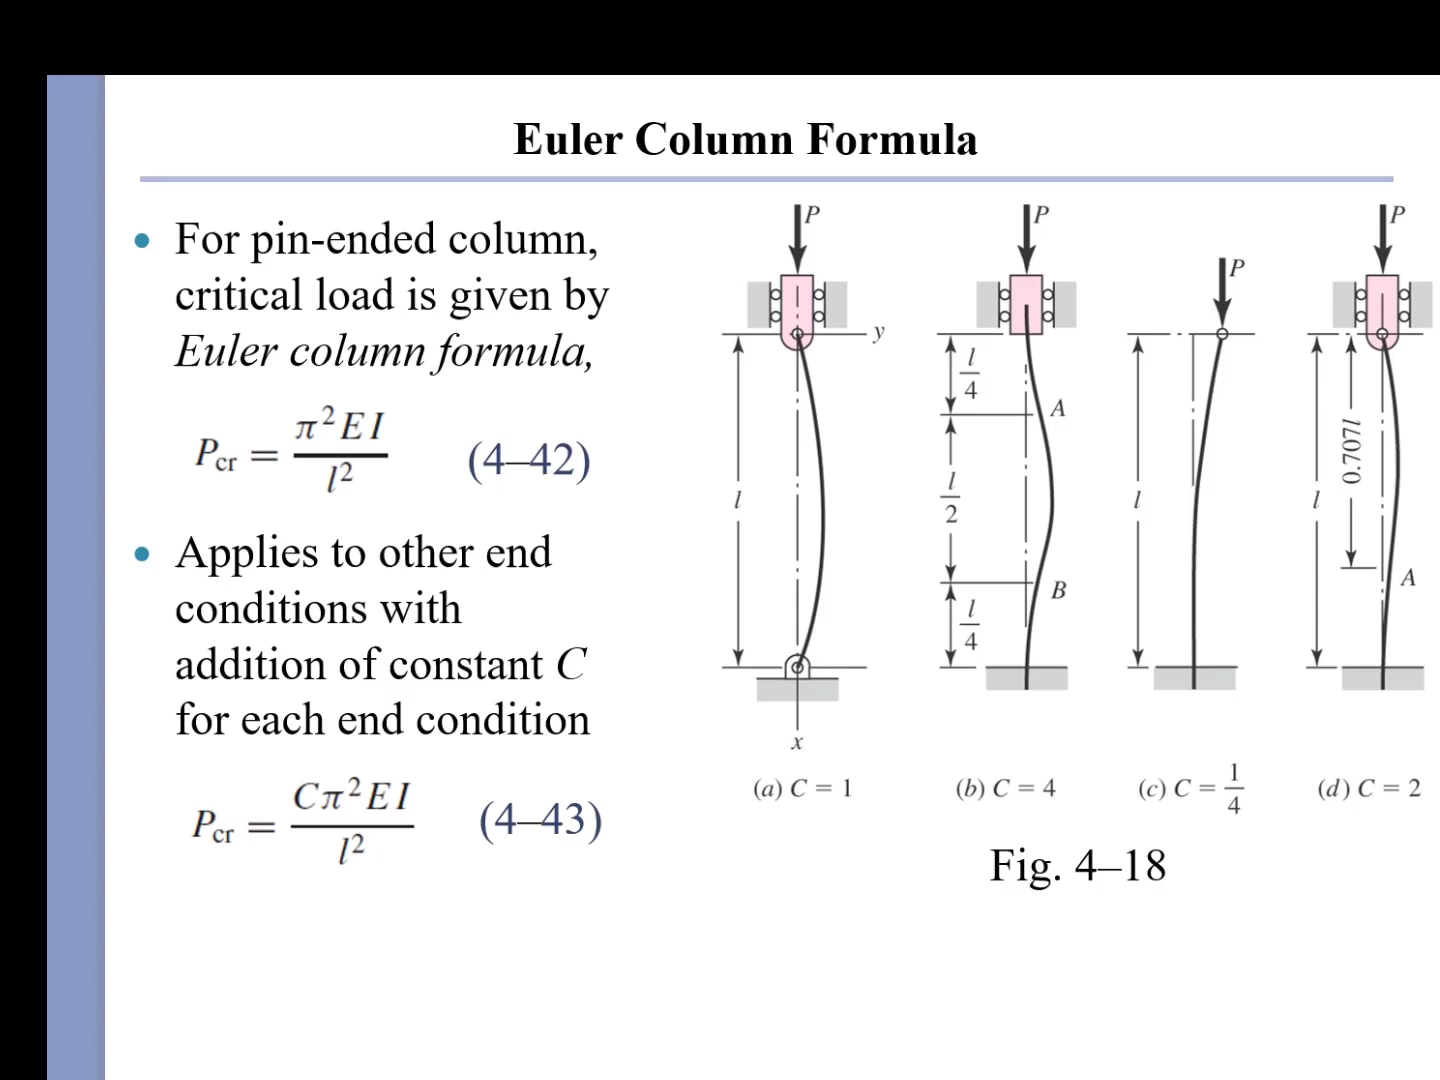 Euler Column Formula
• For pin-ended column,
critical load is given by
Euler column formula,
P_cr = π²EI / l² (4–42)
• Applies to other end
conditions with
addition of constant C
for each end condition
P_cr = Cπ²EI / l² (4–43)
P
y
l
x
(a) C = 1
P
l/4
A
l/2
B
l/4
(b) C = 4
P
l
(c) C = 1/4
P
0.707l
l
A
(d) C = 2
Fig. 4–18